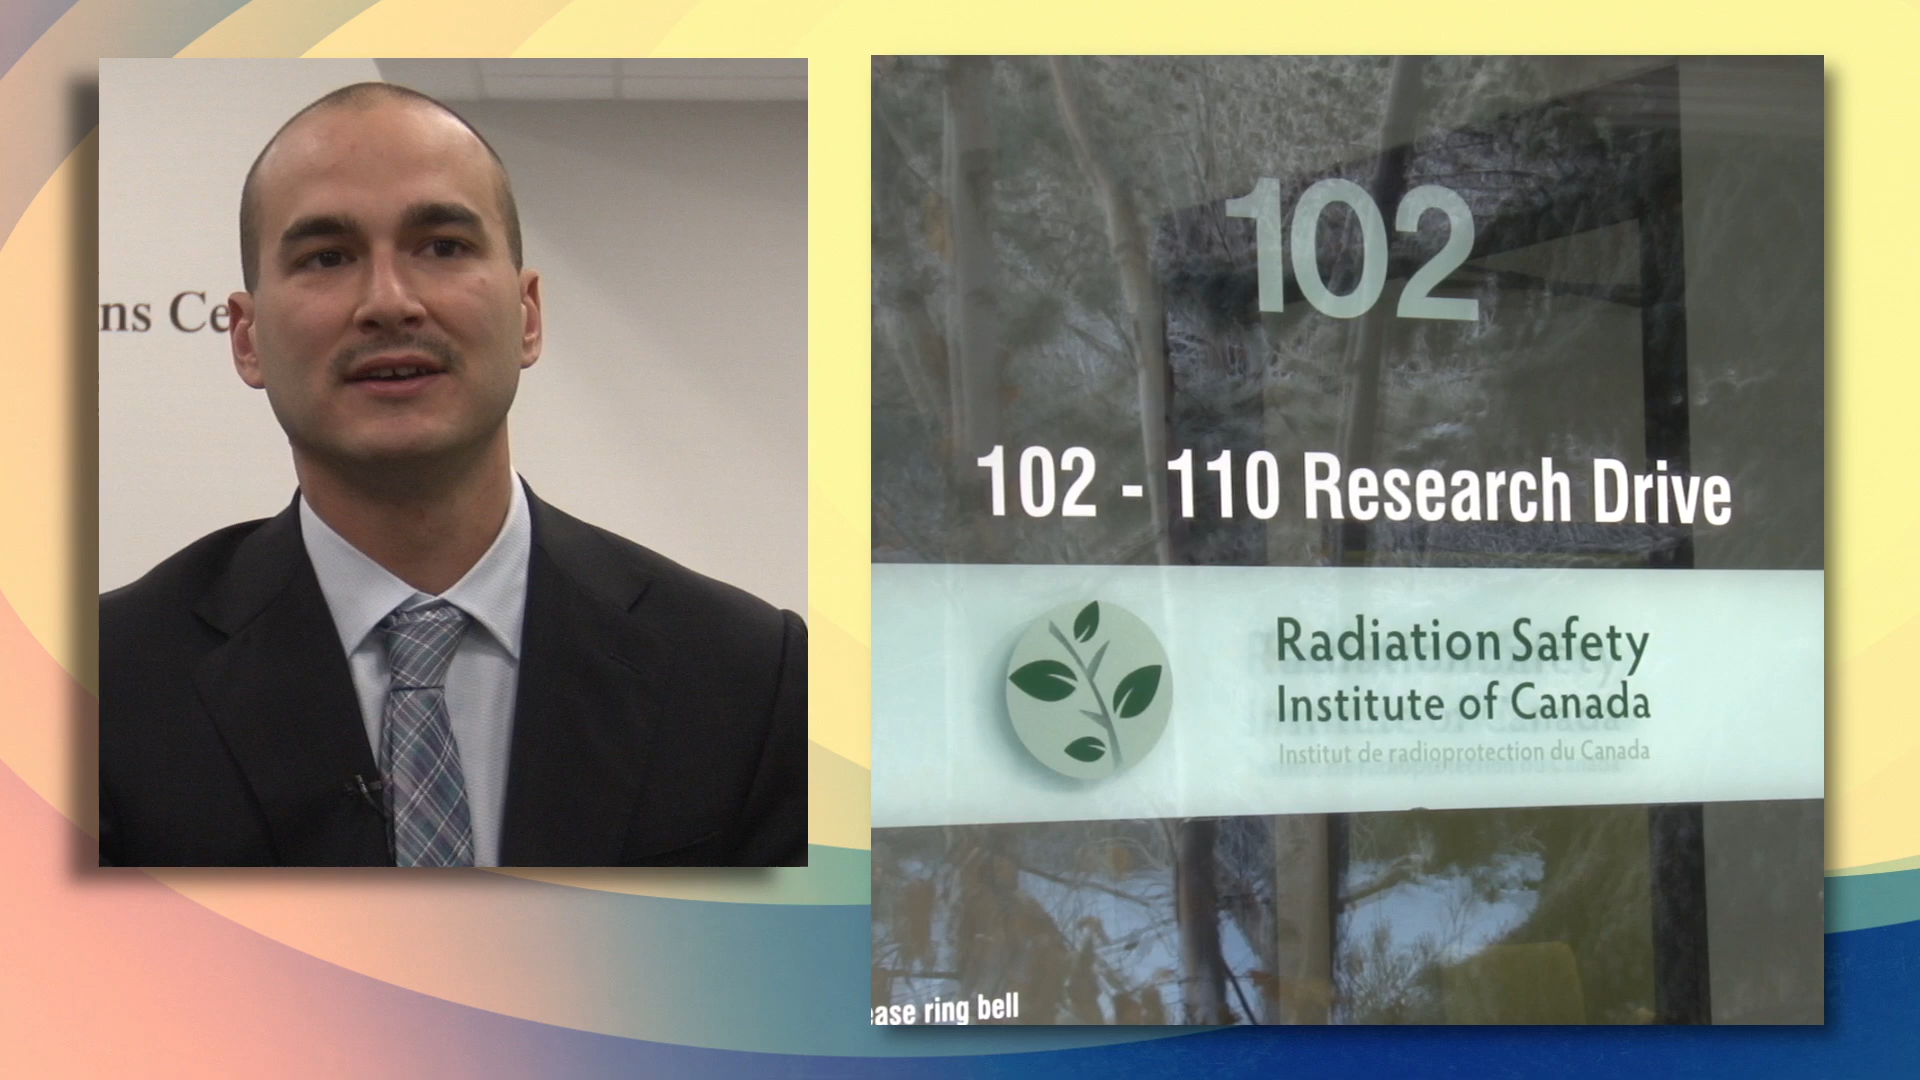 ns Ce
102
102 - 110 Research Drive
Radiation Safety
Institute of Canada
Institut de radioprotection du Canada
ease ring bell